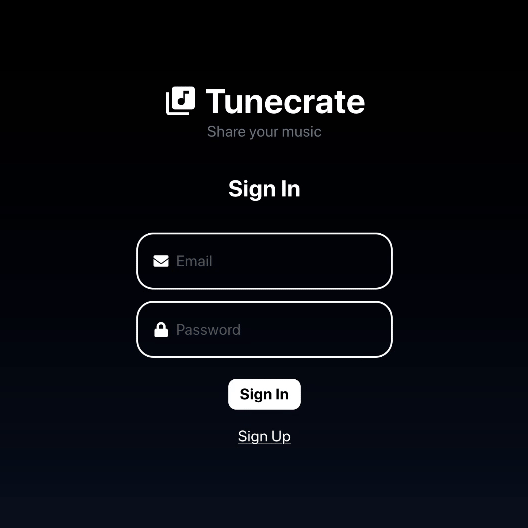 Tunecrate
Share your music
Sign In
Email
Password
Sign In
Sign Up